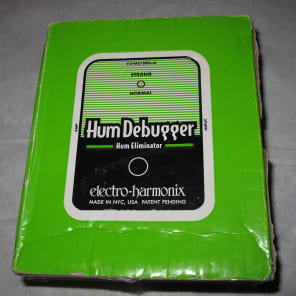 STRONG
NORMAL
Hum Debugger
Hum Eliminator
electro-harmonix
MADE IN NYC, USA PATENT PENDING